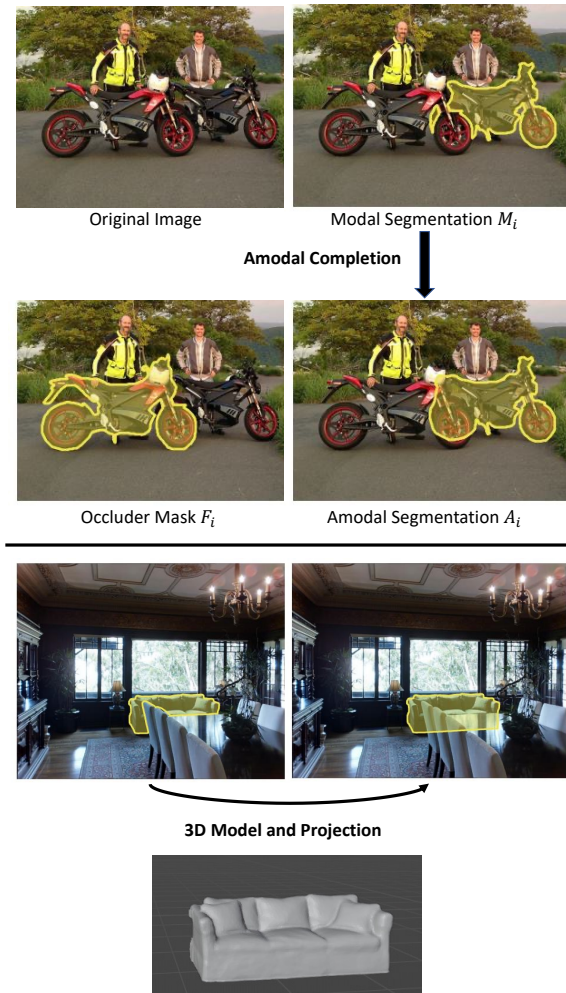 Original Image
Modal Segmentation M_i
Amodal Completion
Occluder Mask F_i
Amodal Segmentation A_i
3D Model and Projection